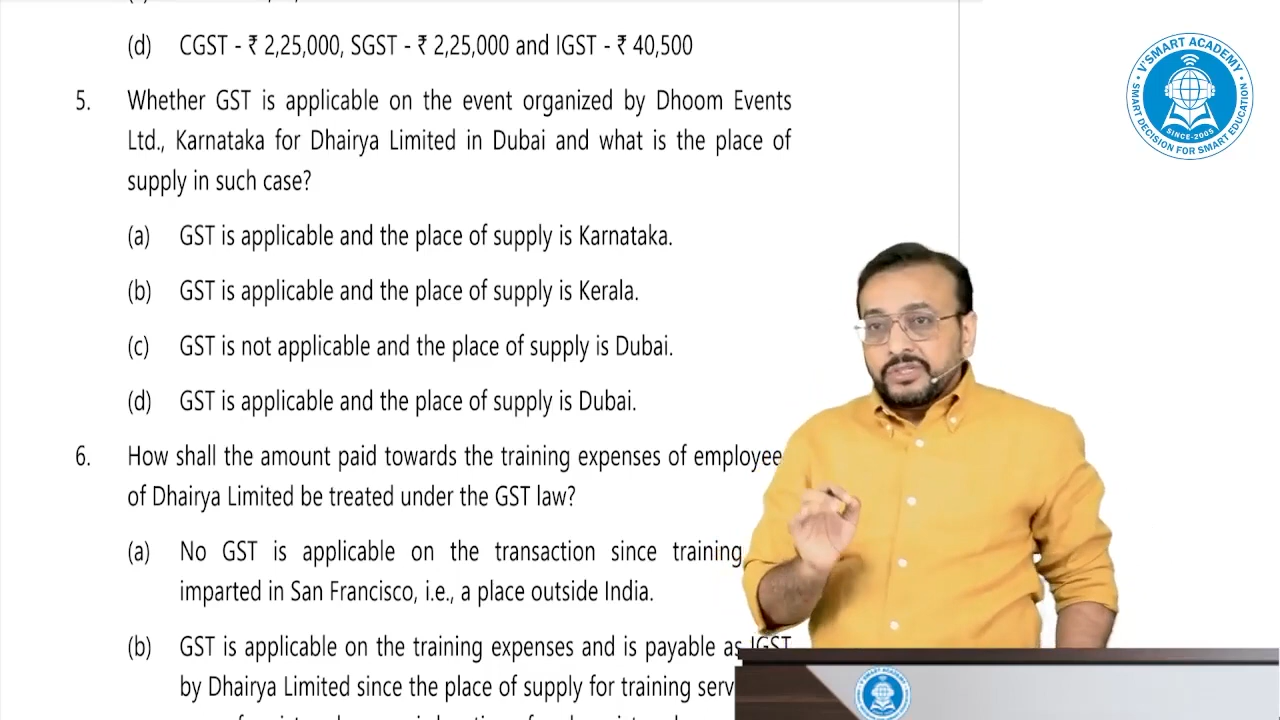 (d) CGST - ₹ 2,25,000, SGST - ₹ 2,25,000 and IGST - ₹ 40,500
5. Whether GST is applicable on the event organized by Dhoom Events
Ltd., Karnataka for Dhairya Limited in Dubai and what is the place of
supply in such case?
(a) GST is applicable and the place of supply is Karnataka.
(b) GST is applicable and the place of supply is Kerala.
(c) GST is not applicable and the place of supply is Dubai.
(d) GST is applicable and the place of supply is Dubai.
6. How shall the amount paid towards the training expenses of employee
of Dhairya Limited be treated under the GST law?
(a) No GST is applicable on the transaction since training
imparted in San Francisco, i.e., a place outside India.
(b) GST is applicable on the training expenses and is payable as IGST
by Dhairya Limited since the place of supply for training
V'SMART ACADEMY
SINCE-2005
SMART DECISION FOR SMART EDUCATION